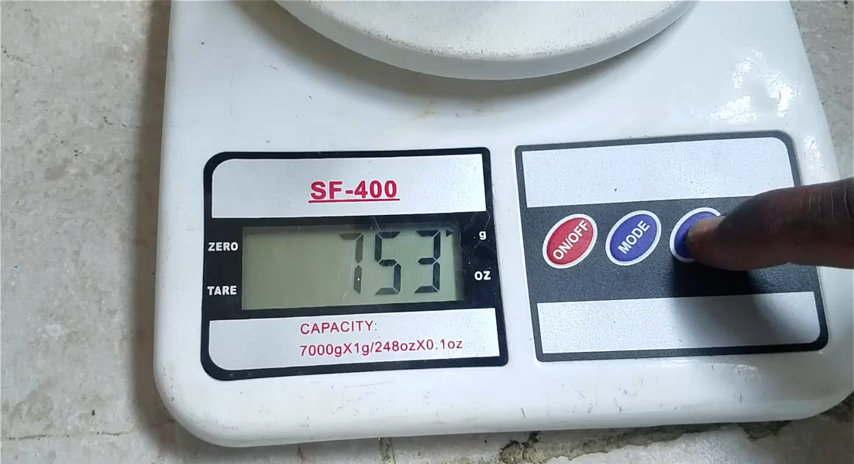 SF-400
ZERO
TARE
753
g
OZ
CAPACITY:
7000gX1g/248ozX0.1oz
ON/OFF
MODE